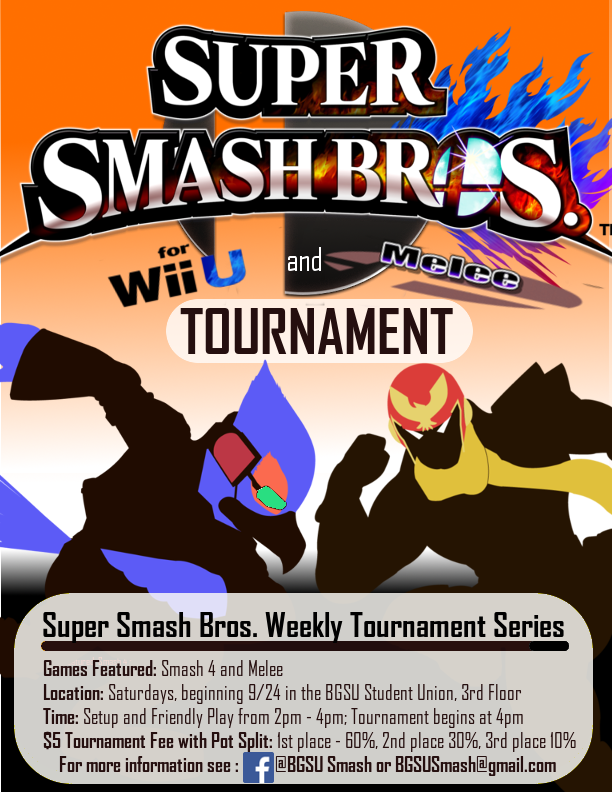 SUPER
SMASH BROS.
for
Wii U and Melee
TOURNAMENT
Super Smash Bros. Weekly Tournament Series
Games Featured: Smash 4 and Melee
Location: Saturdays, beginning 9/24 in the BGSU Student Union, 3rd Floor
Time: Setup and Friendly Play from 2pm - 4pm; Tournament begins at 4pm
$5 Tournament Fee with Pot Split: 1st place - 60%, 2nd place 30%, 3rd place 10%
For more information see : f @BGSU Smash or BGSUSmash@gmail.com